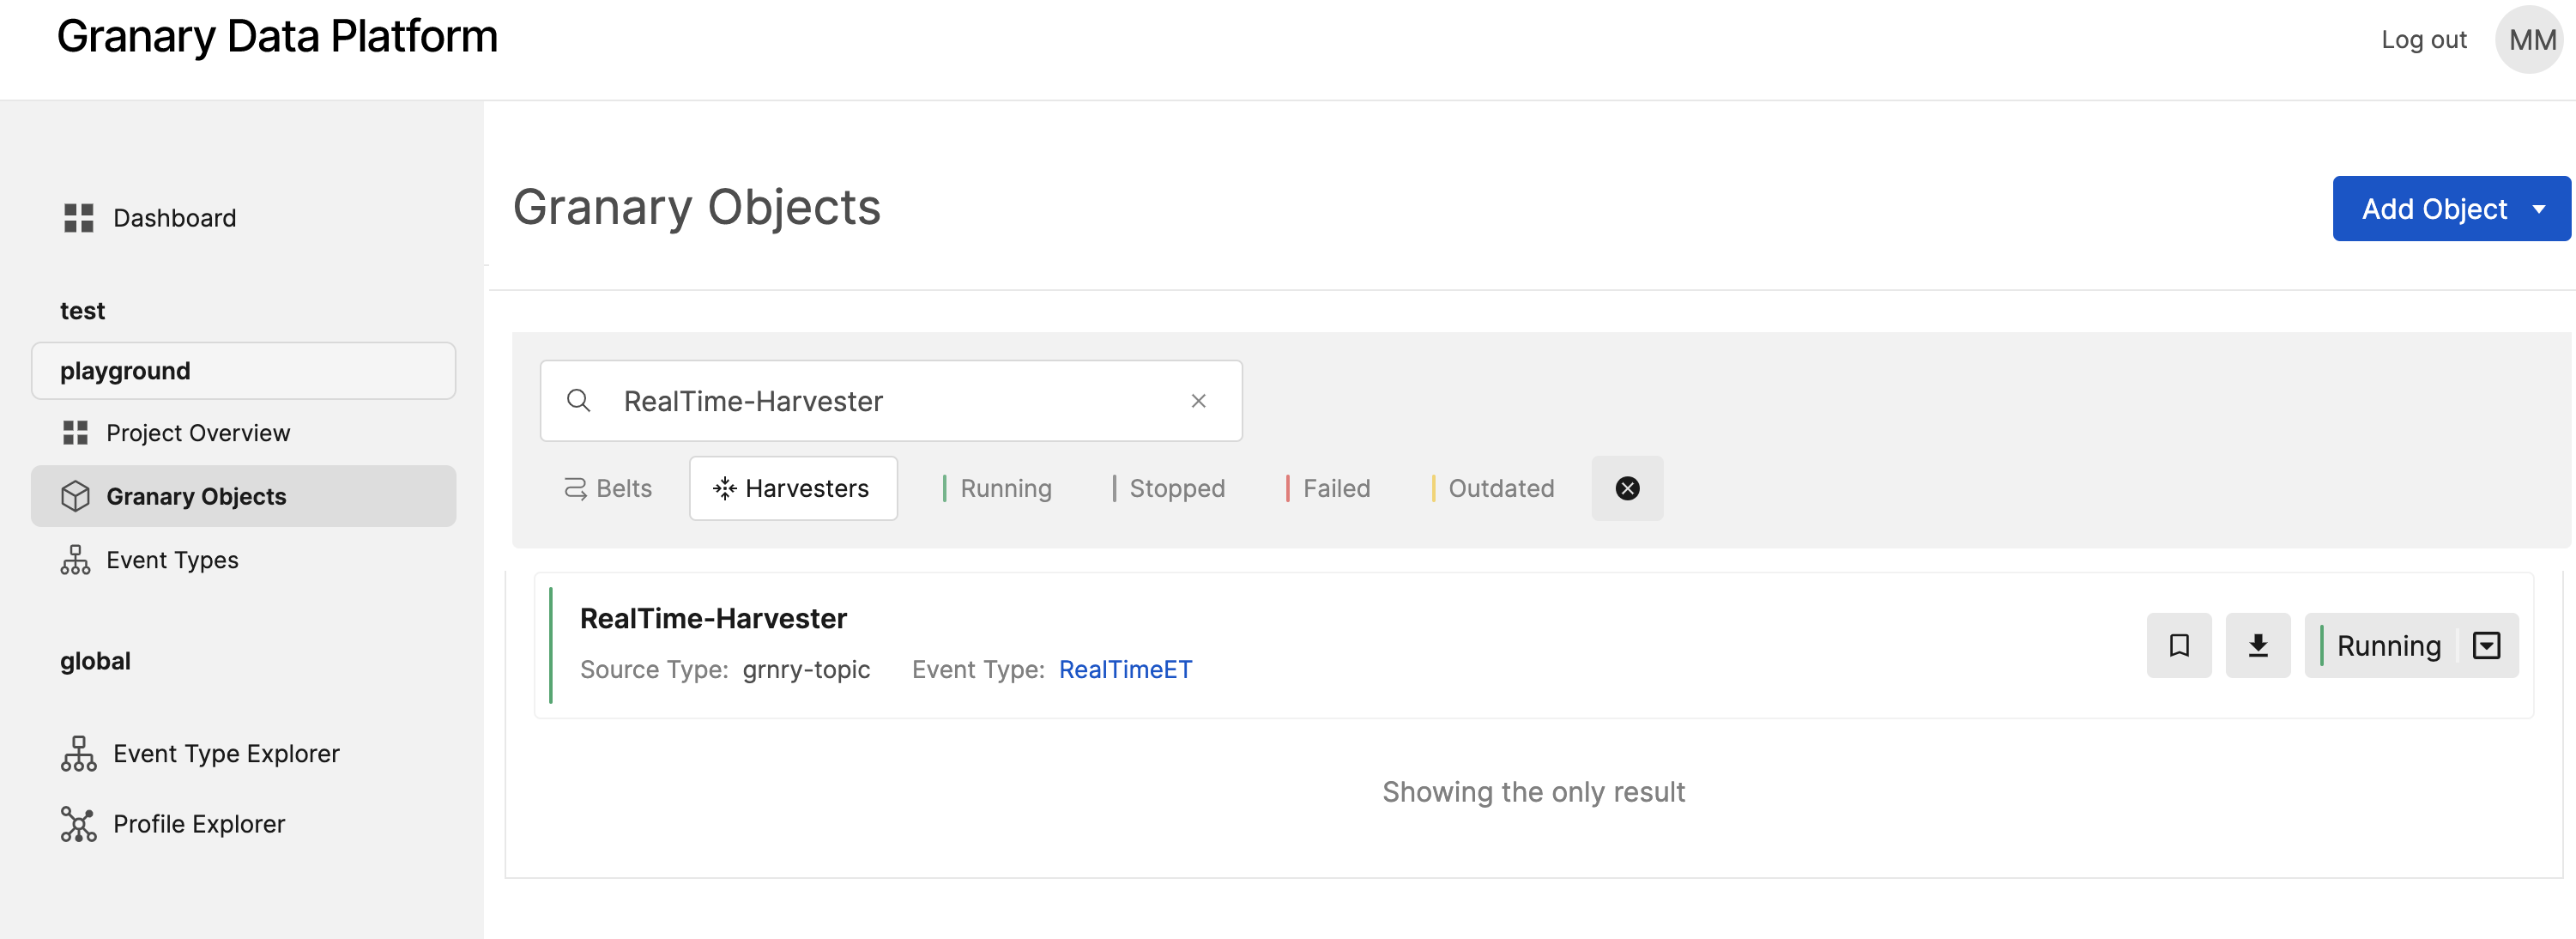 Granary Data Platform
Log out
MM
Dashboard
test
playground
Project Overview
Granary Objects
Event Types
global
Event Type Explorer
Profile Explorer
Granary Objects
Add Object
RealTime-Harvester
Belts
Harvesters
Running
Stopped
Failed
Outdated
RealTime-Harvester
Source Type: grnry-topic Event Type: RealTimeET
Running
Showing the only result